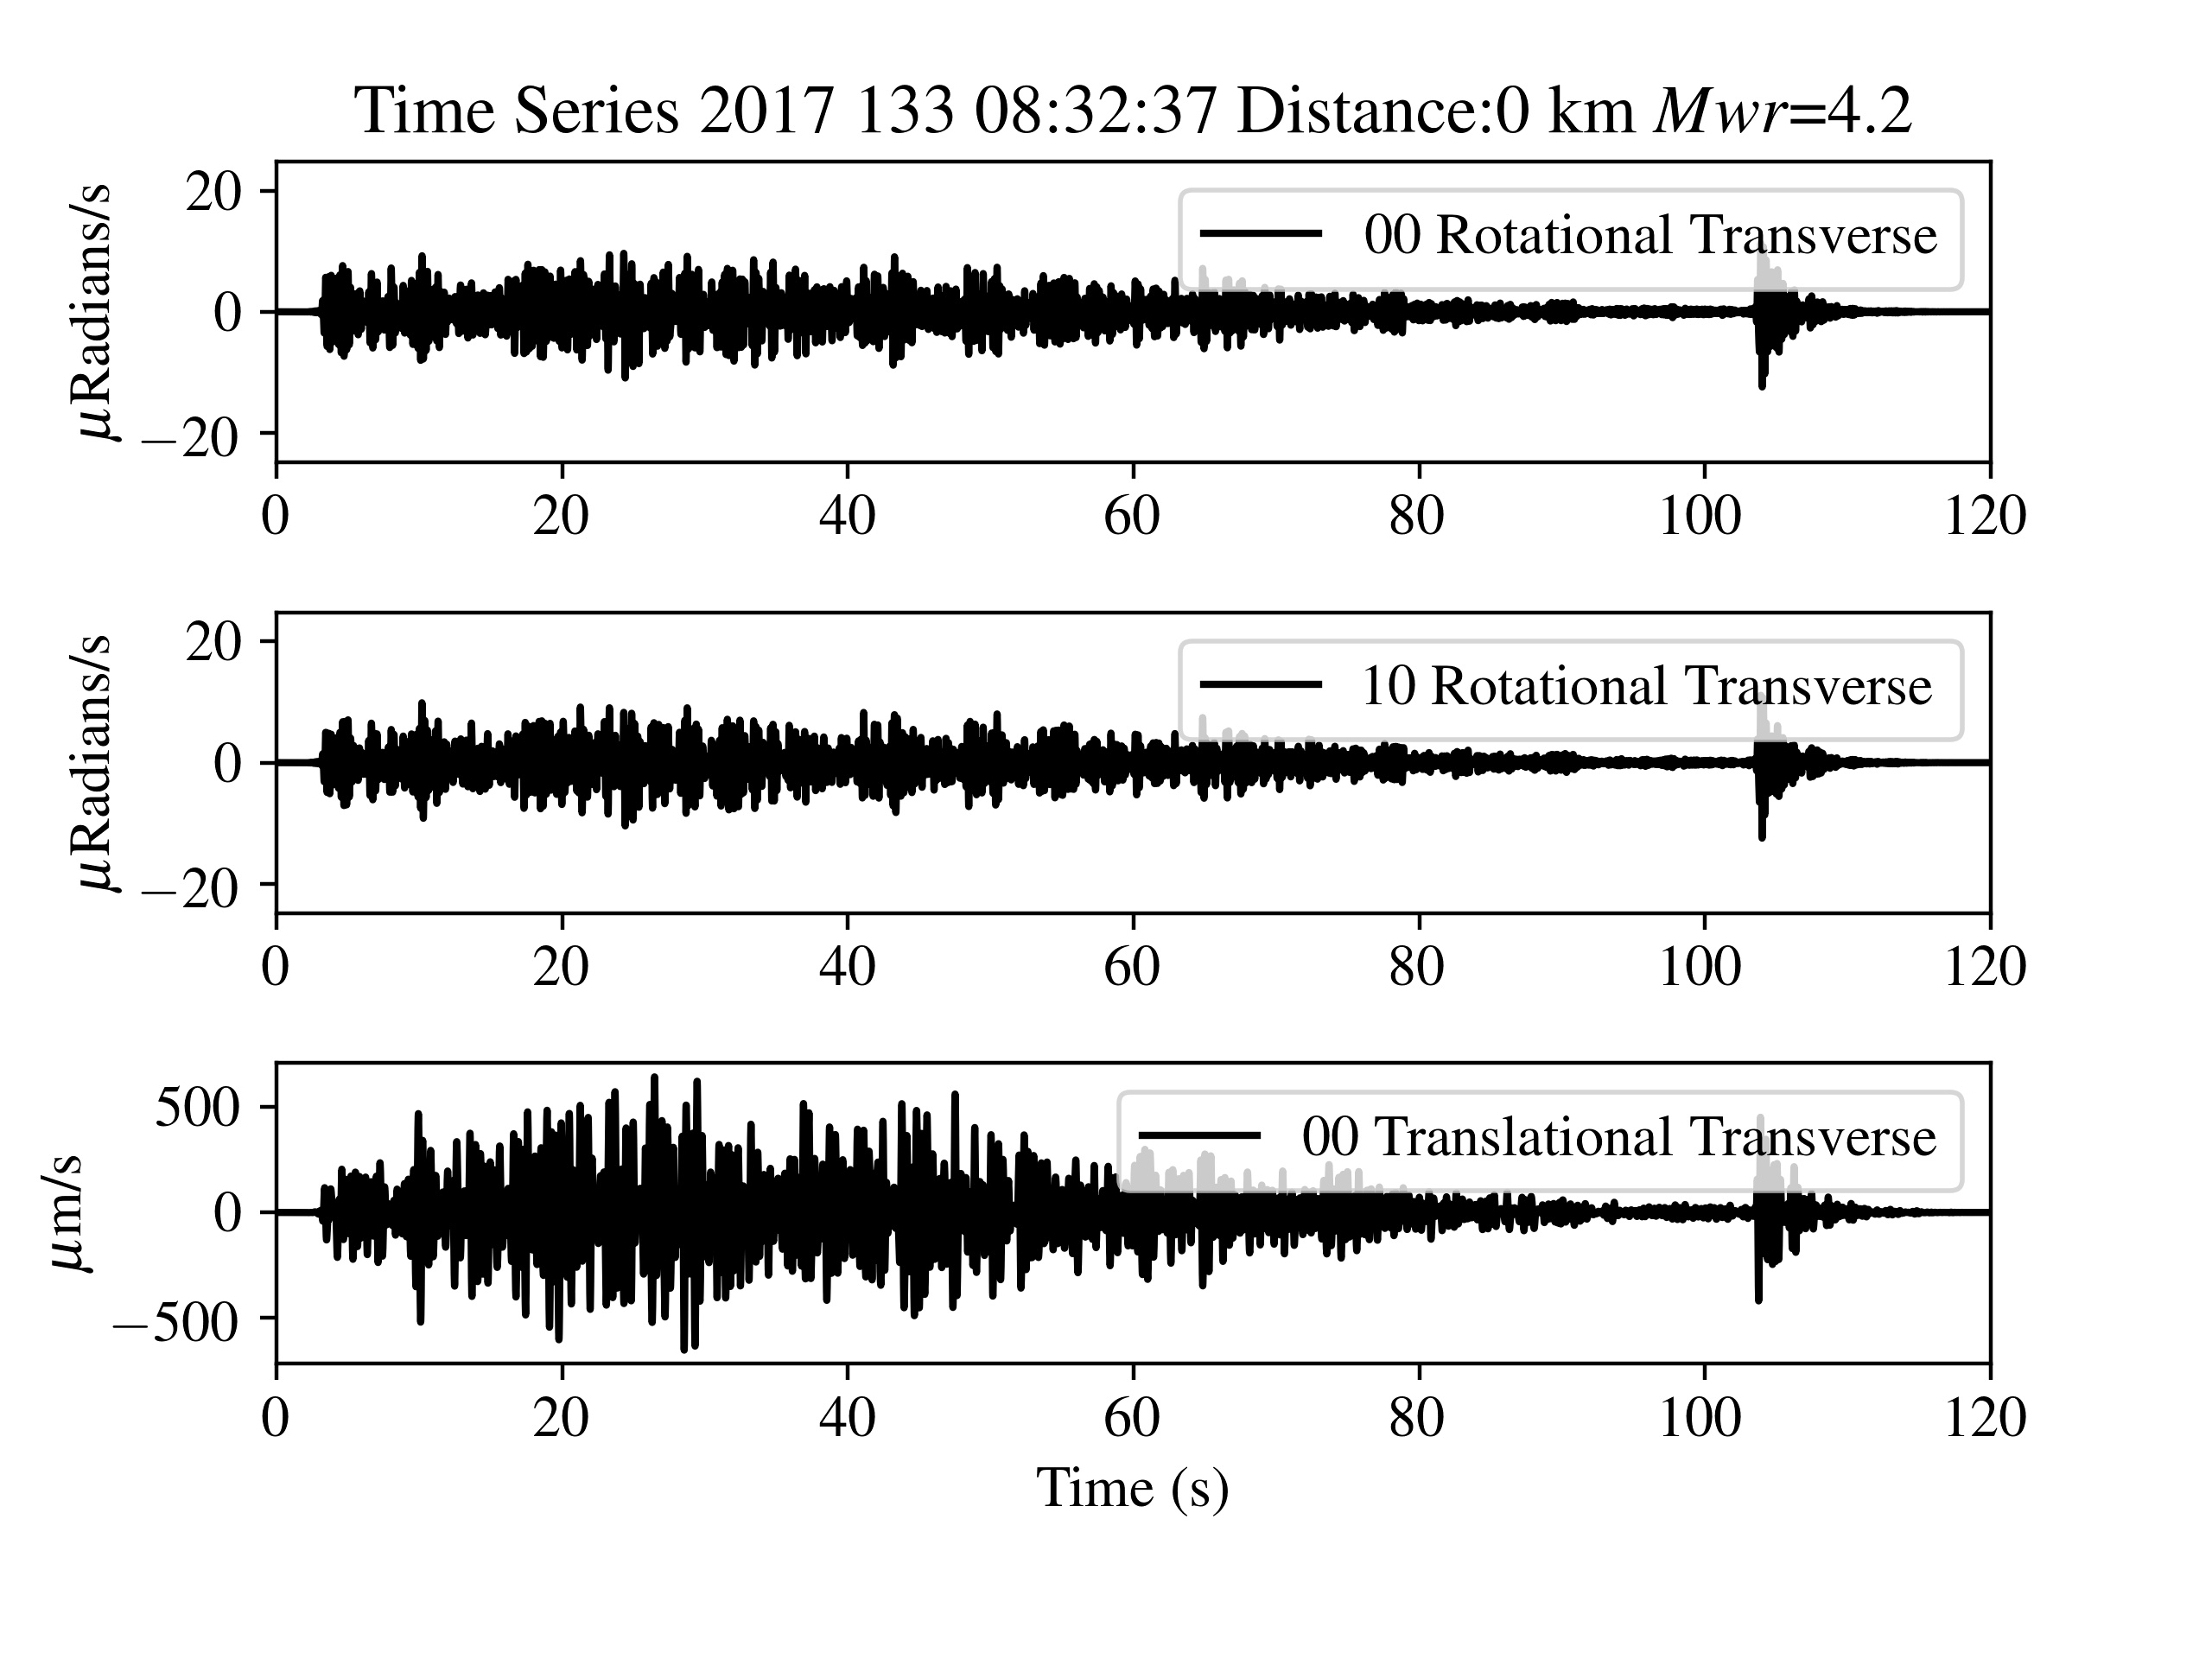 Time Series 2017 133 08:32:37 Distance:0 km Mwr=4.2
μRadians/s
20
0
−20
00 Rotational Transverse
0 20 40 60 80 100 120
μRadians/s
20
0
−20
10 Rotational Transverse
0 20 40 60 80 100 120
μm/s
500
0
−500
00 Translational Transverse
0 20 40 60 80 100 120
Time (s)